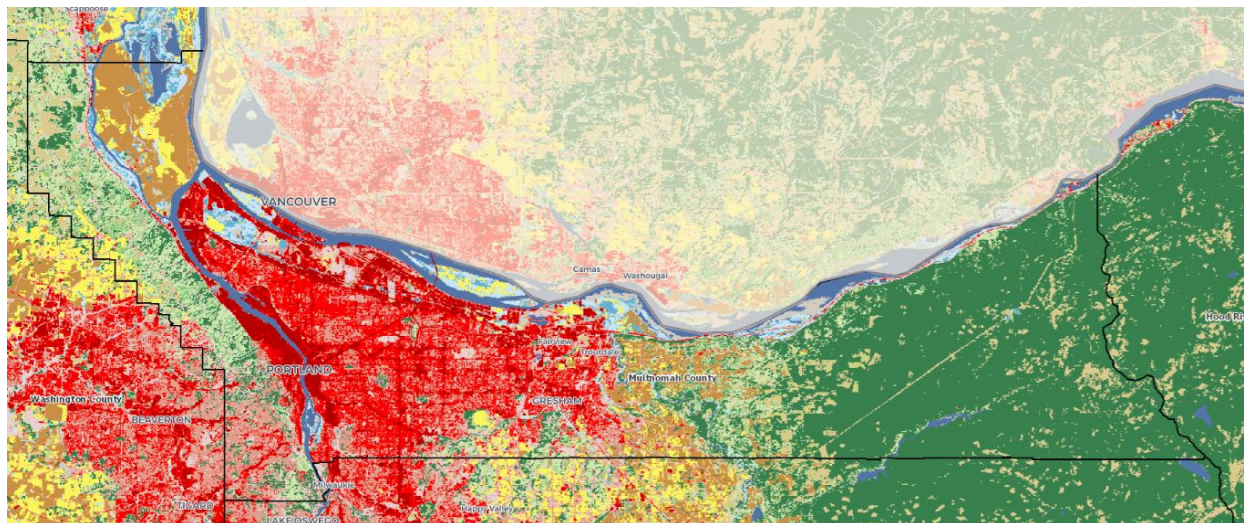 Scappoose
VANCOUVER
Camas
Washougal
Hood Riv
Fairview
Troutdale
PORTLAND
Multnomah County
Washington County
GRESHAM
BEAVERTON
Milwaukie
TIGARD
Happy Valley
LAKE OSWEGO